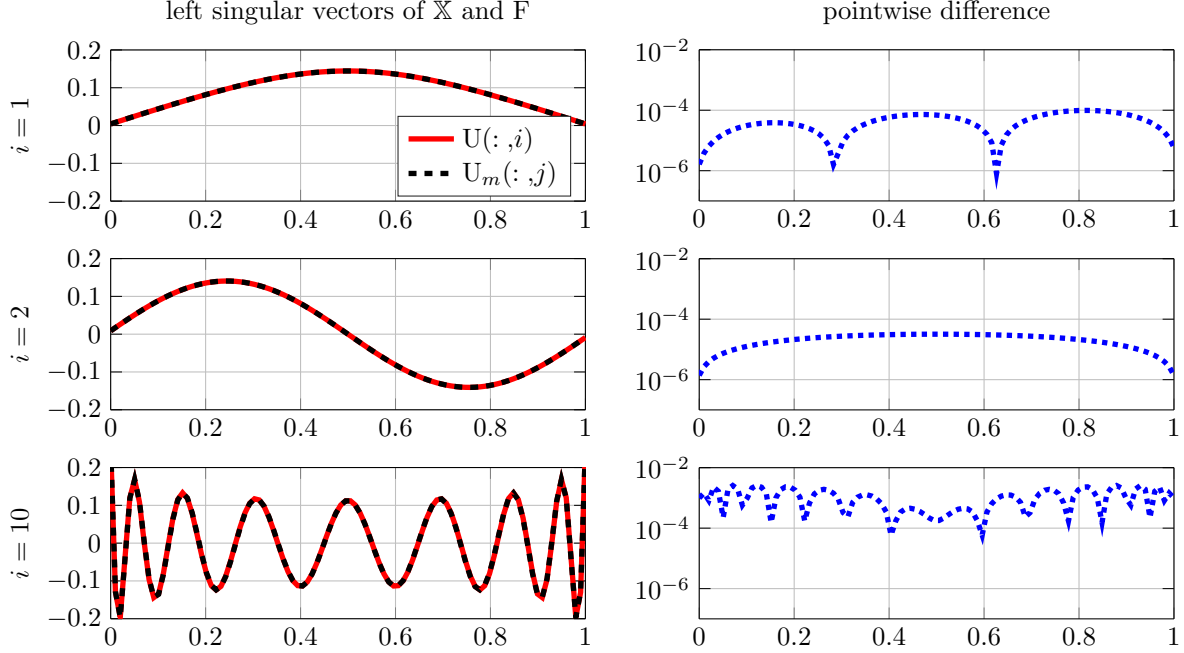 left singular vectors of 𝕏 and F
pointwise difference
i = 1
0.2
0.1
0
−0.1
−0.2
U(: ,i)
U_m(: ,j)
0 0.2 0.4 0.6 0.8 1
10^−2
10^−4
10^−6
0 0.2 0.4 0.6 0.8 1
i = 2
0.2
0.1
0
−0.1
−0.2
0 0.2 0.4 0.6 0.8 1
10^−2
10^−4
10^−6
0 0.2 0.4 0.6 0.8 1
i = 10
0.2
0.1
0
−0.1
−0.2
0 0.2 0.4 0.6 0.8 1
10^−2
10^−4
10^−6
0 0.2 0.4 0.6 0.8 1